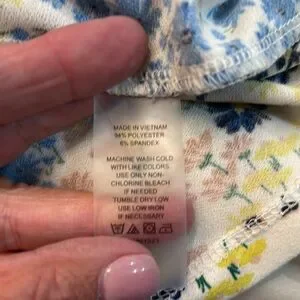 MADE IN VIETNAM
94% POLYESTER
6% SPANDEX
MACHINE WASH COLD
WITH LIKE COLORS
USE ONLY NON-
CHLORINE BLEACH
IF NEEDED
TUMBLE DRY LOW
USE LOW IRON
IF NECESSARY